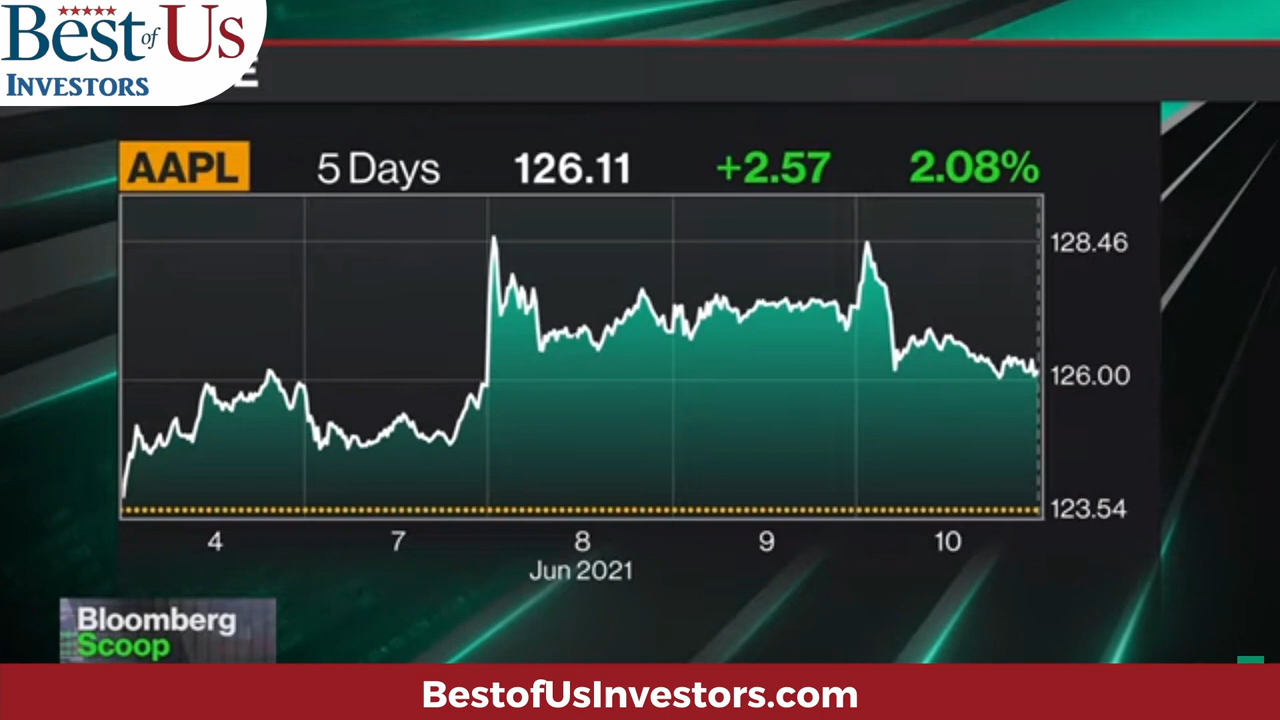 Best of Us
INVESTORS
AAPL 5 Days 126.11 +2.57 2.08%
128.46
126.00
123.54
4 7 8 9 10
Jun 2021
Bloomberg
Scoop
BestofUsInvestors.com